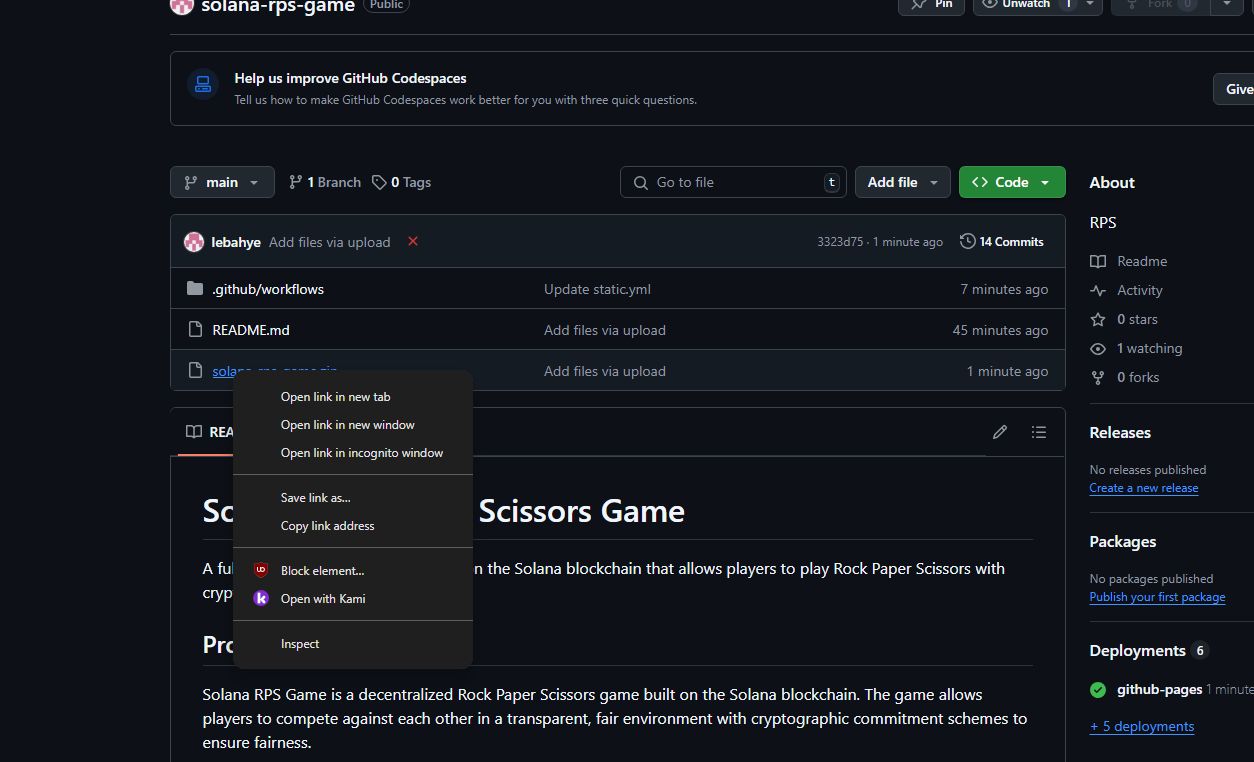 solana-rps-game Public
Pin Unwatch 1 Fork 0
Help us improve GitHub Codespaces
Tell us how to make GitHub Codespaces work better for you with three quick questions.
Give
main 1 Branch 0 Tags Go to file t Add file <> Code
lebahye Add files via upload 3323d75 · 1 minute ago 14 Commits
.github/workflows Update static.yml 7 minutes ago
README.md Add files via upload 45 minutes ago
solana-rps-game.zip Add files via upload 1 minute ago
Open link in new tab
Open link in new window
Open link in incognito window
Save link as...
Copy link address
Block element...
Open with Kami
Inspect
REA
So Scissors Game
A ful n the Solana blockchain that allows players to play Rock Paper Scissors with
cryp
Pro
Solana RPS Game is a decentralized Rock Paper Scissors game built on the Solana blockchain. The game allows
players to compete against each other in a transparent, fair environment with cryptographic commitment schemes to
ensure fairness.
About
RPS
Readme
Activity
0 stars
1 watching
0 forks
Releases
No releases published
Create a new release
Packages
No packages published
Publish your first package
Deployments 6
github-pages 1 minute
+ 5 deployments